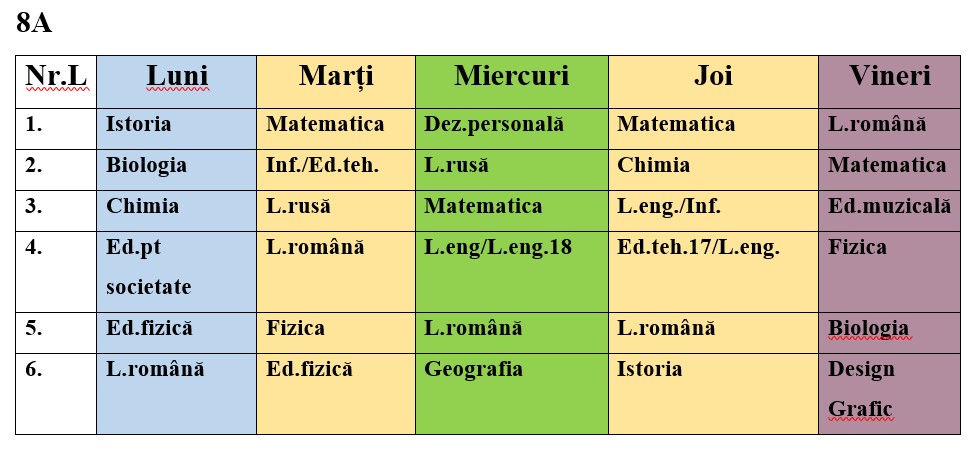 8A
Nr.L Luni Marți Miercuri Joi Vineri
1. Istoria Matematica Dez.personală Matematica L.română
2. Biologia Inf./Ed.teh. L.rusă Chimia Matematica
3. Chimia L.rusă Matematica L.eng./Inf. Ed.muzicală
4. Ed.pt L.română L.eng/L.eng.18 Ed.teh.17/L.eng. Fizica
societate
5. Ed.fizică Fizica L.română L.română Biologia
6. L.română Ed.fizică Geografia Istoria Design
Grafic